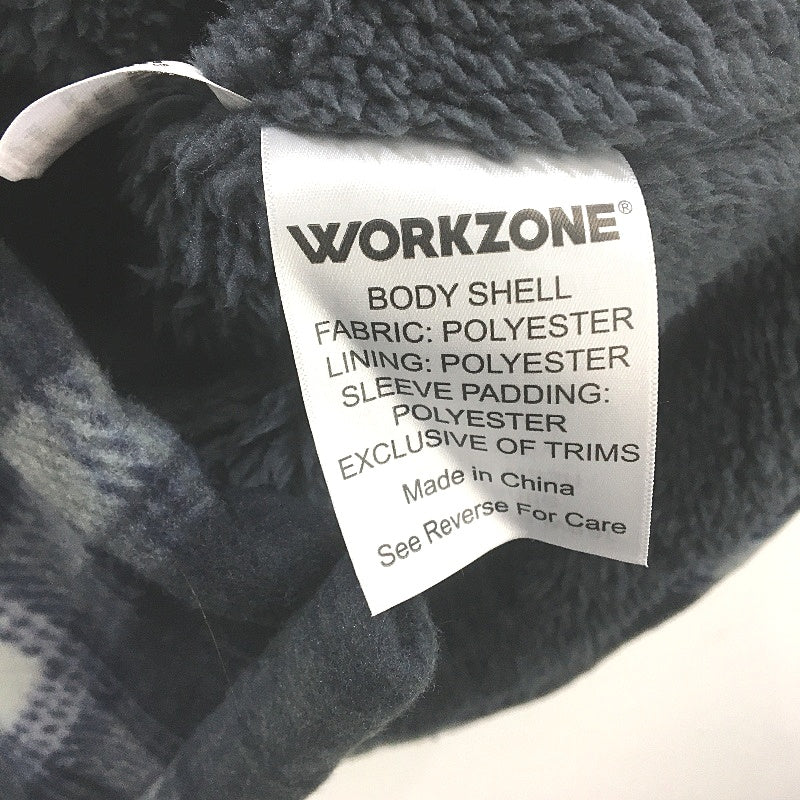 WORKZONE®
BODY SHELL
FABRIC: POLYESTER
LINING: POLYESTER
SLEEVE PADDING:
POLYESTER
EXCLUSIVE OF TRIMS
Made in China
See Reverse For Care